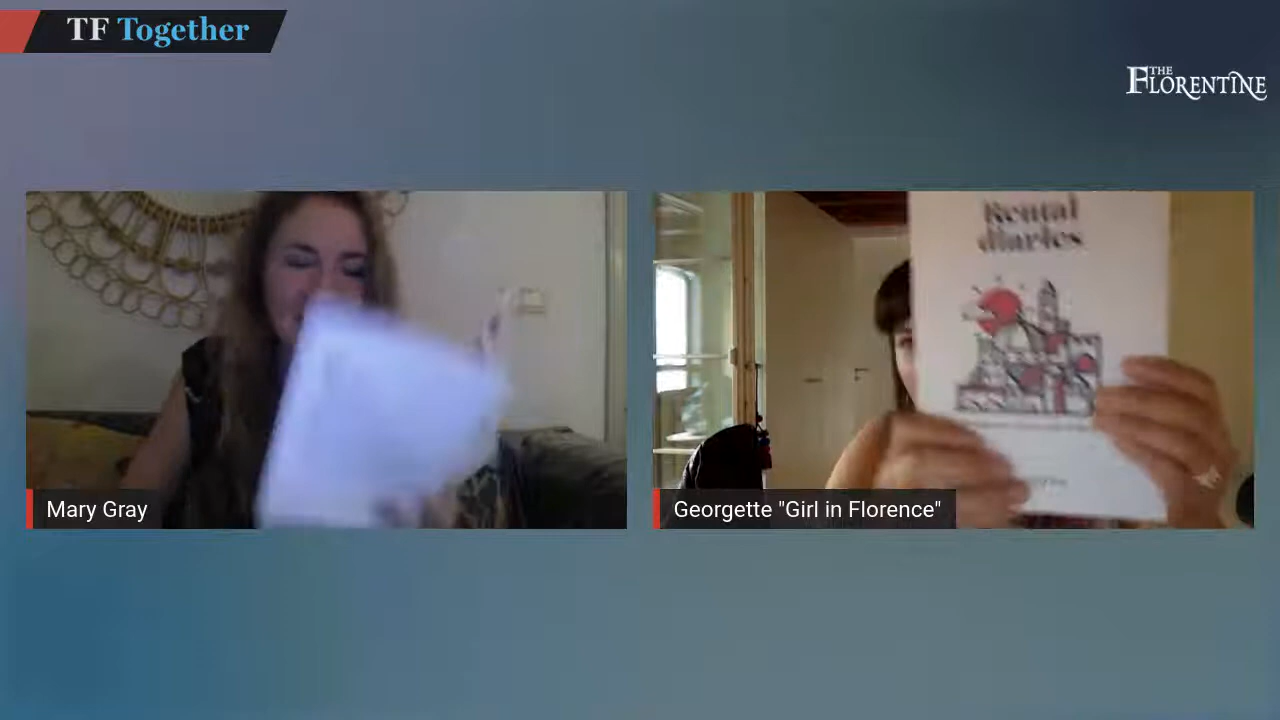 TF Together
THE
FLORENTINE
Rental
diaries
Mary Gray
Georgette "Girl in Florence"